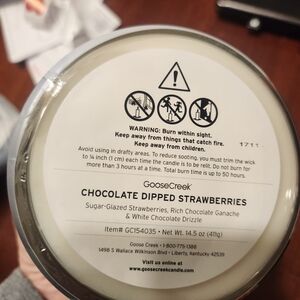 WARNING: Burn within sight.
Keep away from things that catch fire.
Keep away from children.
1711
Avoid using in drafty areas. To reduce sooting, you must trim the wick
to ¼ inch (1 cm) each time the candle is to be relit. Do not burn for
more than 3 hours at a time. Total burn time is up to 50 hours.
GooseCreek
CHOCOLATE DIPPED STRAWBERRIES
Sugar-Glazed Strawberries, Rich Chocolate Ganache
& White Chocolate Drizzle
Item# GC154035 • Net Wt. 14.5 oz (411g)
Goose Creek • 1-800-775-1388
1498 S Wallace Wilkinson Blvd • Liberty, Kentucky 42539
Visit us online at
www.goosecreekcandle.com